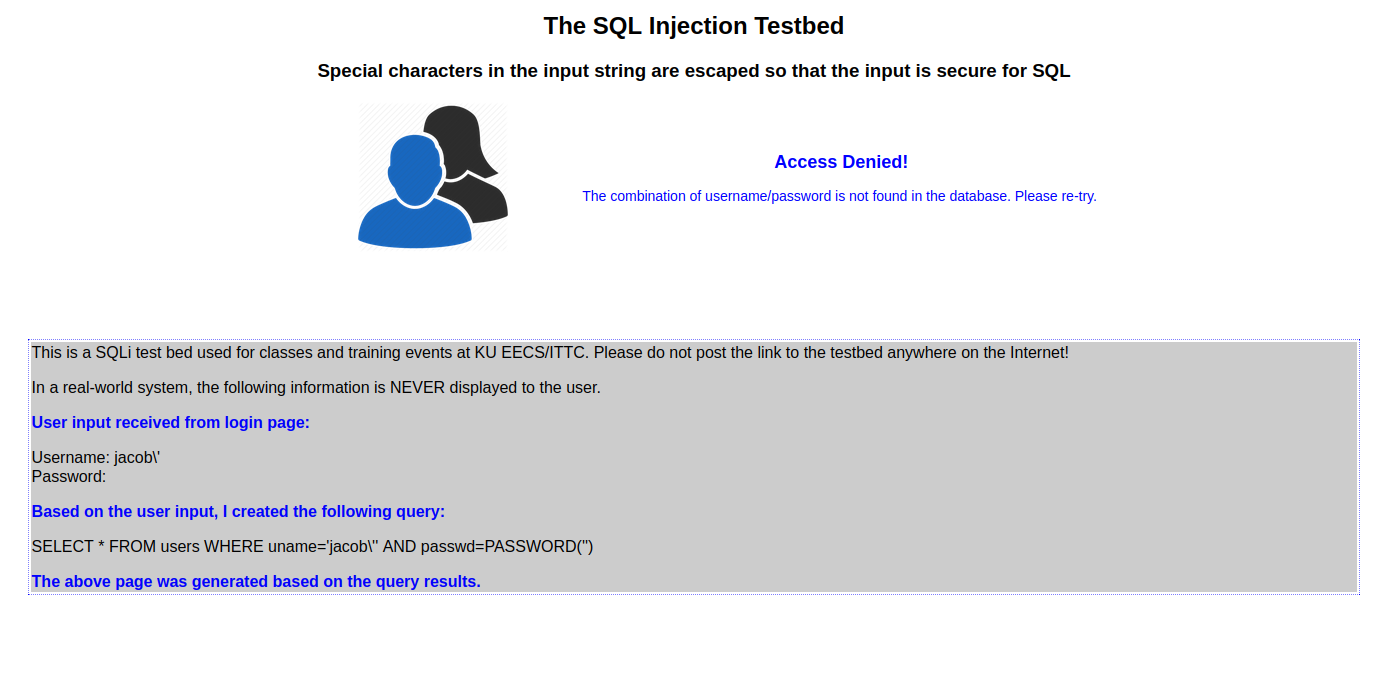 The SQL Injection Testbed
Special characters in the input string are escaped so that the input is secure for SQL
Access Denied!
The combination of username/password is not found in the database. Please re-try.
This is a SQLi test bed used for classes and training events at KU EECS/ITTC. Please do not post the link to the testbed anywhere on the Internet!
In a real-world system, the following information is NEVER displayed to the user.
User input received from login page:
Username: jacob\'
Password:
Based on the user input, I created the following query:
SELECT * FROM users WHERE uname='jacob\'' AND passwd=PASSWORD('')
The above page was generated based on the query results.